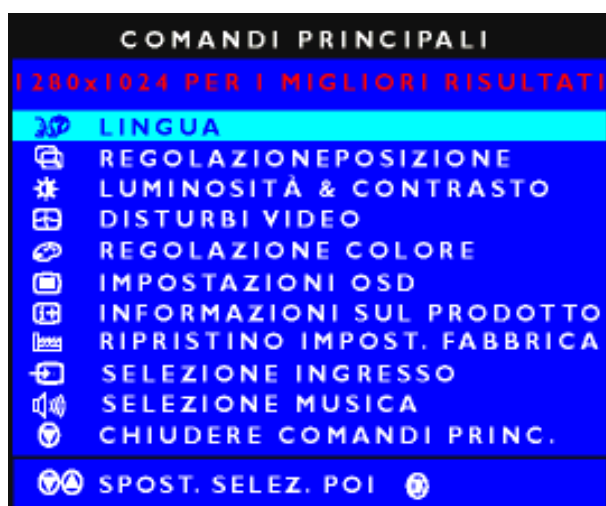 COMANDI PRINCIPALI
1280x1024 PER I MIGLIORI RISULTATI
LINGUA
REGOLAZIONEPOSIZIONE
LUMINOSITÀ & CONTRASTO
DISTURBI VIDEO
REGOLAZIONE COLORE
IMPOSTAZIONI OSD
INFORMAZIONI SUL PRODOTTO
RIPRISTINO IMPOST. FABBRICA
SELEZIONE INGRESSO
SELEZIONE MUSICA
CHIUDERE COMANDI PRINC.
SPOST. SELEZ. POI